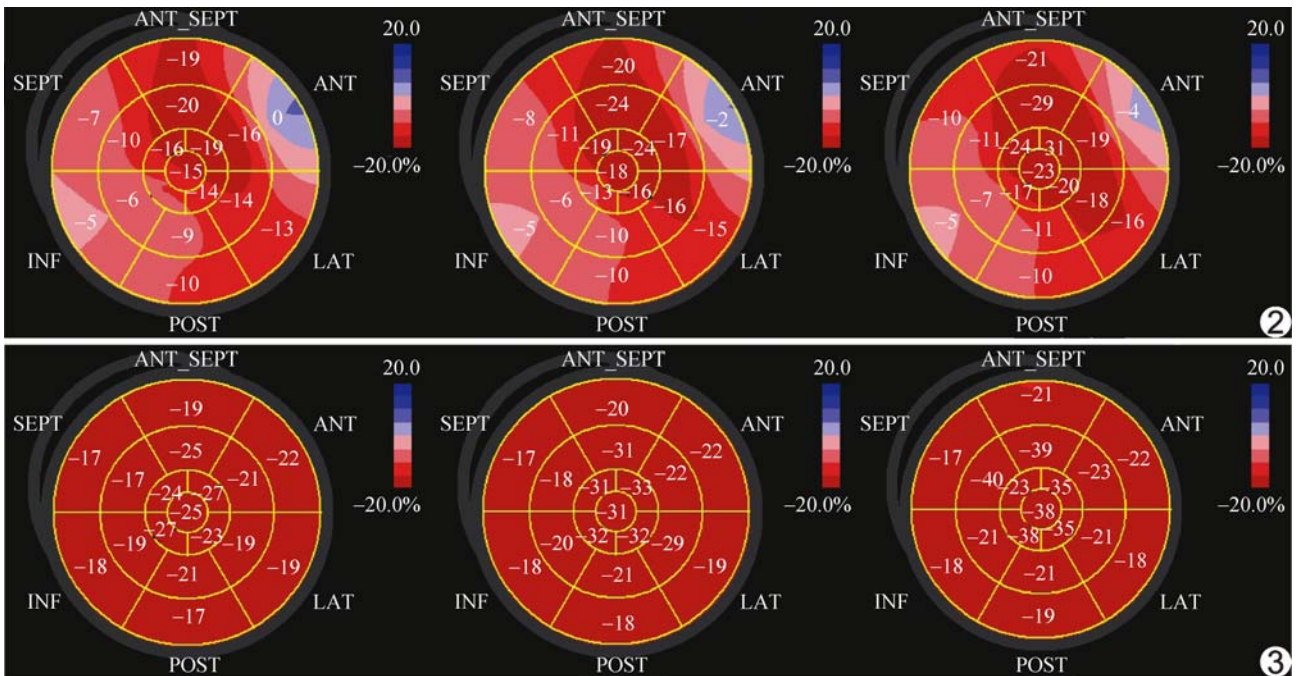 ANT_SEPT 20.0 ANT_SEPT 20.0 ANT_SEPT 20.0
SEPT ANT SEPT ANT SEPT ANT
–19 –20 –21
–7 –20 0 –8 –24 –2 –10 –29 –4
–10 –16 –11 –17 –11 –19
–16 –19 –19 –24 –24 –31
–20.0% –20.0% –20.0%
–15 –18 –23
–6 –14 –14 –6 –13 –16 –16 –7 –17 –20 –18
–5 –9 –13 –5 –10 –15 –5 –11 –16
INF LAT INF LAT INF LAT
–10 –10 –10
POST POST POST
2
ANT_SEPT 20.0 ANT_SEPT 20.0 ANT_SEPT 20.0
SEPT ANT SEPT ANT SEPT ANT
–19 –20 –21
–17 –25 –22 –17 –31 –22 –17 –39 –22
–17 –21 –18 –22 –40 –23
–24 –27 –31 –33 –23 –35
–20.0% –20.0% –20.0%
–25 –31 –38
–19 –27 –23 –19 –20 –32 –32 –29 –21 –38 –35 –21
–18 –21 –19 –18 –21 –19 –18 –21 –18
INF LAT INF LAT INF LAT
–17 –18 –19
POST POST POST
3